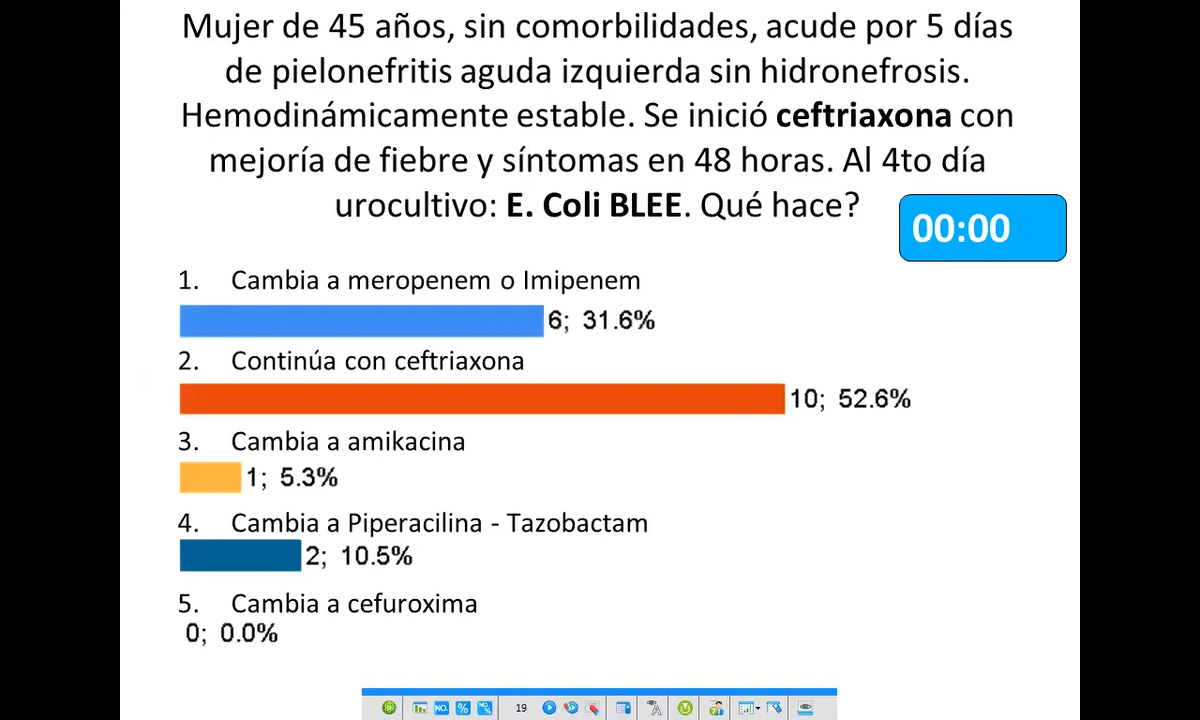 Mujer de 45 años, sin comorbilidades, acude por 5 días
de pielonefritis aguda izquierda sin hidronefrosis.
Hemodinámicamente estable. Se inició ceftriaxona con
mejoría de fiebre y síntomas en 48 horas. Al 4to día
urocultivo: E. Coli BLEE. Qué hace?
00:00
1. Cambia a meropenem o Imipenem
6; 31.6%
2. Continúa con ceftriaxona
10; 52.6%
3. Cambia a amikacina
1; 5.3%
4. Cambia a Piperacilina - Tazobactam
2; 10.5%
5. Cambia a cefuroxima
0; 0.0%
19